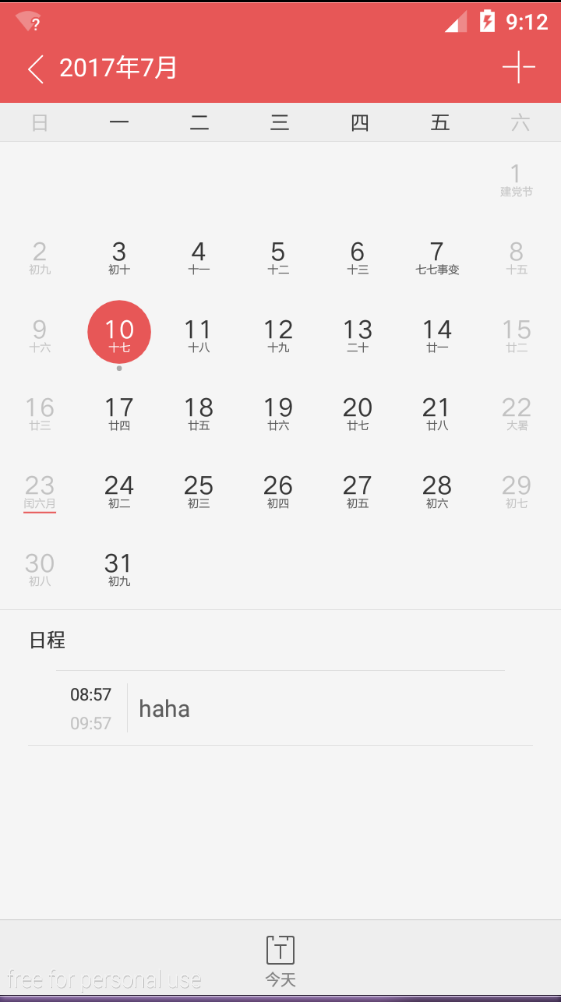 9:12
2017年7月
日 一 二 三 四 五 六
1
建党节
2 3 4 5 6 7 8
初九 初十 十一 十二 十三 七七事变 十五
9 10 11 12 13 14 15
十六 十七 十八 十九 二十 廿一 廿二
16 17 18 19 20 21 22
廿三 廿四 廿五 廿六 廿七 廿八 大暑
23 24 25 26 27 28 29
闰六月 初二 初三 初四 初五 初六 初七
30 31
初八 初九
日程
08:57
haha
09:57
T
今天
free for personal use